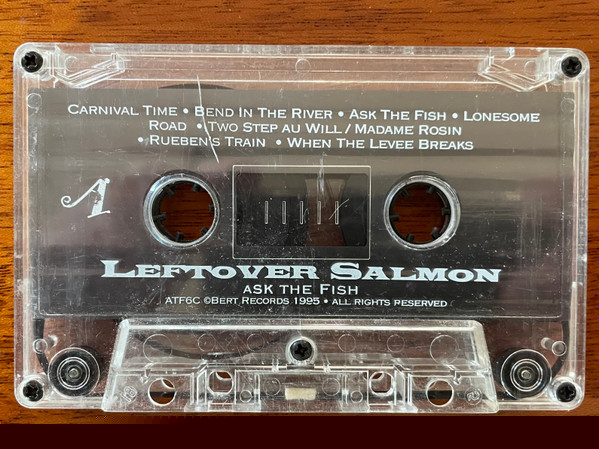 Carnival Time • Bend In The River • Ask The Fish • Lonesome
Road • Two Step au Will / Madame Rosin
• Rueben's Train • When The Levee Breaks
A
Leftover Salmon
Ask the Fish
ATF6C ©Bert Records 1995 • All rights reserved